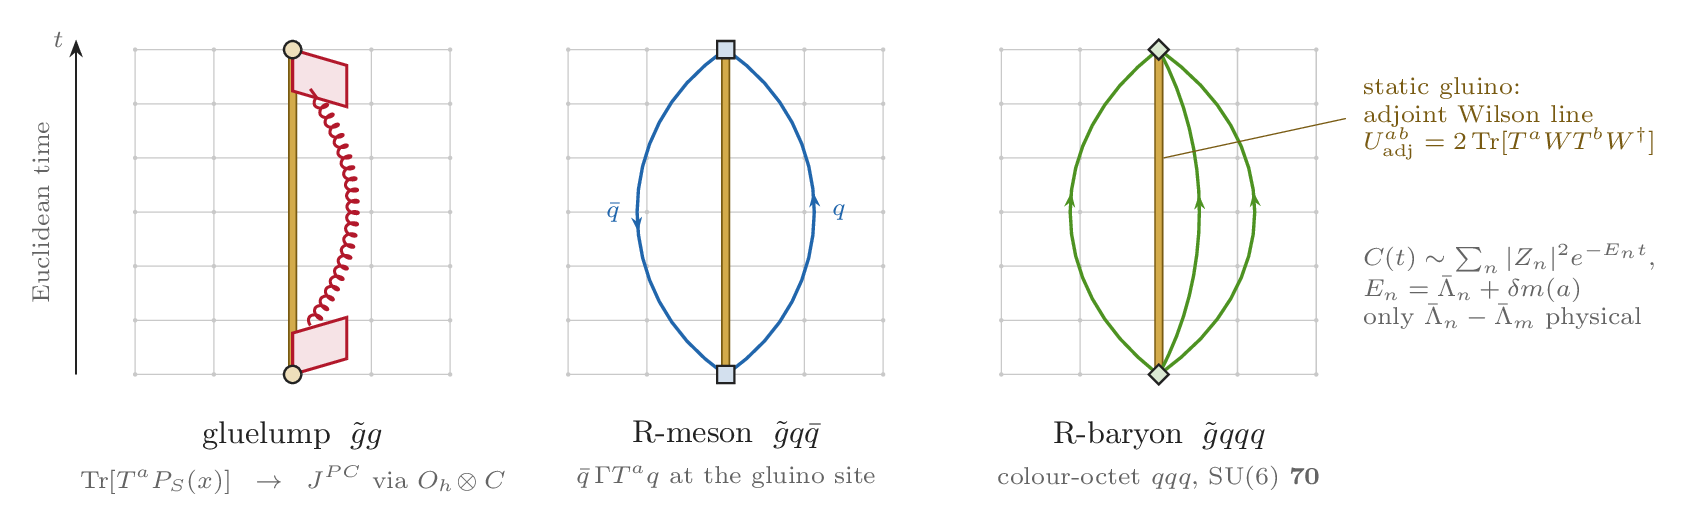 t
Euclidean time
q̄
q
static gluino:
adjoint Wilson line
U^{ab}_{adj} = 2 Tr[T^a W T^b W^†]
C(t) ∼ ∑_n |Z_n|² e^{−E_n t},
E_n = Λ̄_n + δm(a)
only Λ̄_n − Λ̄_m physical
gluelump g̃g
R-meson g̃qq̄
R-baryon g̃qqq
Tr[T^a P_S(x)] → J^{PC} via O_h ⊗ C
q̄ ΓT^a q at the gluino site
colour-octet qqq, SU(6) 70